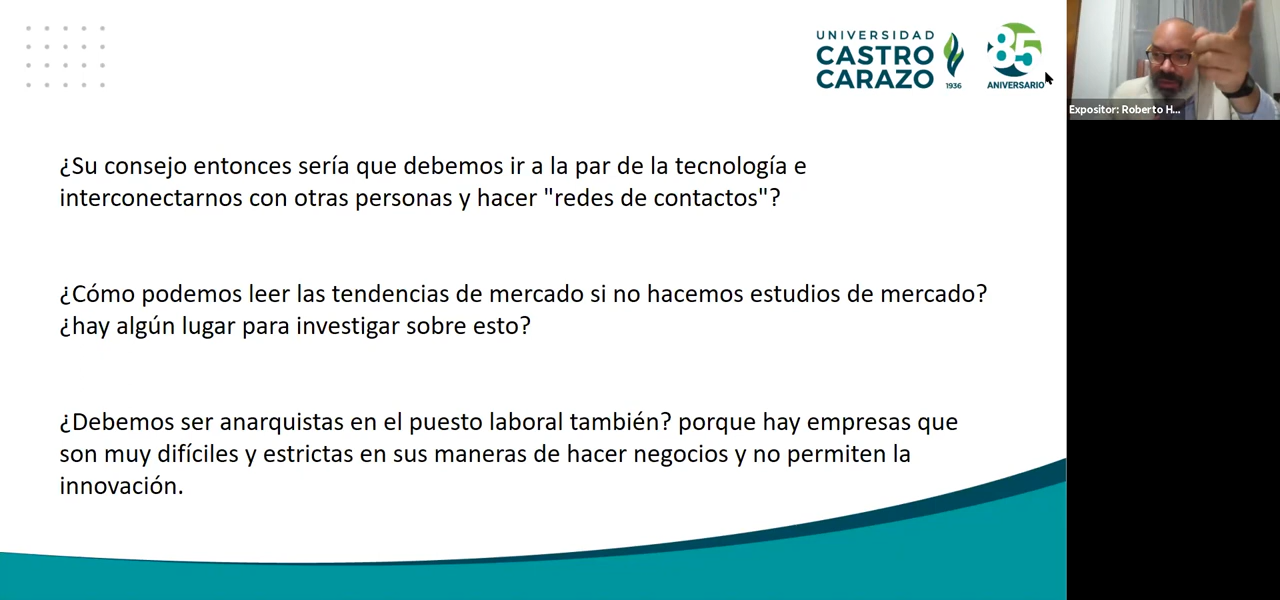 UNIVERSIDAD
CASTRO
CARAZO
1936
85
ANIVERSARIO
Expositor: Roberto H...
¿Su consejo entonces sería que debemos ir a la par de la tecnología e
interconectarnos con otras personas y hacer "redes de contactos"?
¿Cómo podemos leer las tendencias de mercado si no hacemos estudios de mercado?
¿hay algún lugar para investigar sobre esto?
¿Debemos ser anarquistas en el puesto laboral también? porque hay empresas que
son muy difíciles y estrictas en sus maneras de hacer negocios y no permiten la
innovación.